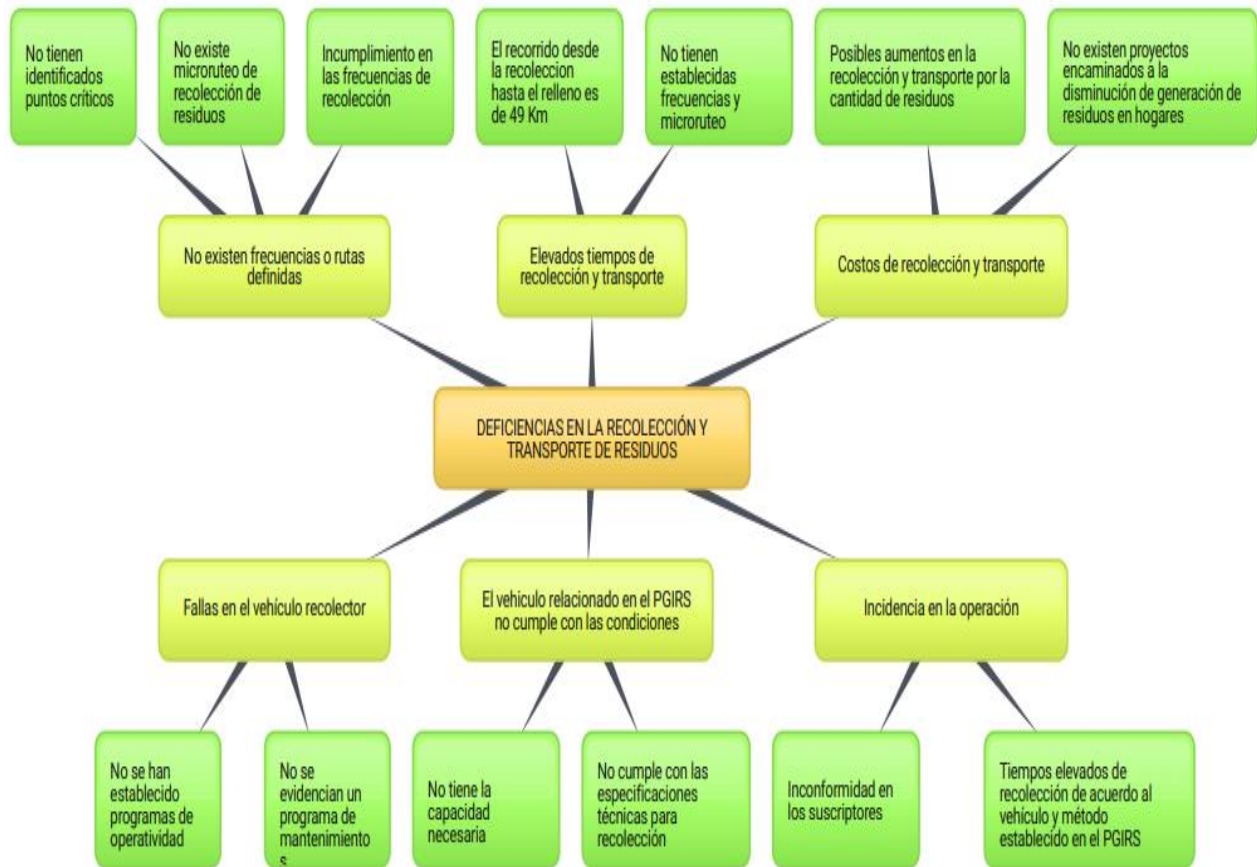 No tienen
identificados
puntos críticos
No existe
microruteo de
recolección de
residuos
Incumplimiento en
las frecuencias de
recolección
El recorrido desde
la recoleccion
hasta el relleno es
de 49 Km
No tienen
establecidas
frecuencias y
microruteo
Posibles aumentos en la
recolección y transporte por la
cantidad de residuos
No existen proyectos
encaminados a la
disminución de generación de
residuos en hogares
No existen frecuencias o rutas
definidas
Elevados tiempos de
recolección y transporte
Costos de recolección y transporte
DEFICIENCIAS EN LA RECOLECCIÓN Y
TRANSPORTE DE RESIDUOS
Fallas en el vehículo recolector
El vehiculo relacionado en el PGIRS
no cumple con las condiciones
Incidencia en la operación
No se han
establecido
programas de
operatividad
No se
evidencian un
programa de
mantenimiento
s
No tiene la
capacidad
necesaria
No cumple con las
especificaciones
técnicas para
recolección
Inconformidad en
los suscriptores
Tiempos elevados de
recolección de acuerdo al
vehículo y método
establecido en el PGIRS